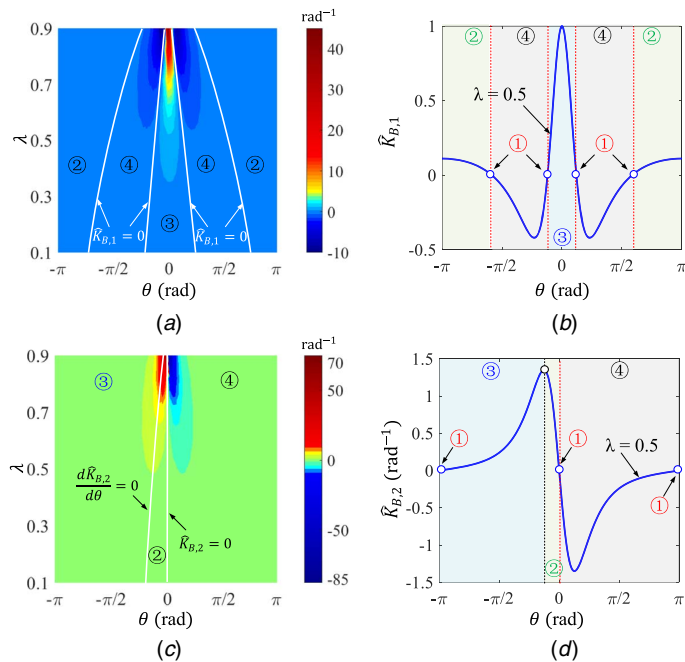 rad⁻¹
0.9
0.7
0.5
0.3
0.1
λ
② ④ ④ ②
③
K̂_{B,1} = 0
K̂_{B,1} = 0
40
30
20
10
0
-10
-π -π/2 0 π/2 π
θ (rad)
(a)
1
0.5
0
-0.5
K̂_{B,1}
② ④ ④ ②
λ = 0.5
① ①
③
-π -π/2 0 π/2 π
θ (rad)
(b)
rad⁻¹
0.9
0.7
0.5
0.3
0.1
λ
③ ④
dK̂_{B,2}/dθ = 0
K̂_{B,2} = 0
②
70
50
10
0
-10
-50
-85
-π -π/2 0 π/2 π
θ (rad)
(c)
1.5
1
0.5
0
-0.5
-1
-1.5
K̂_{B,2} (rad⁻¹)
③ ④
① ①
λ = 0.5
①
②
-π -π/2 0 π/2 π
θ (rad)
(d)